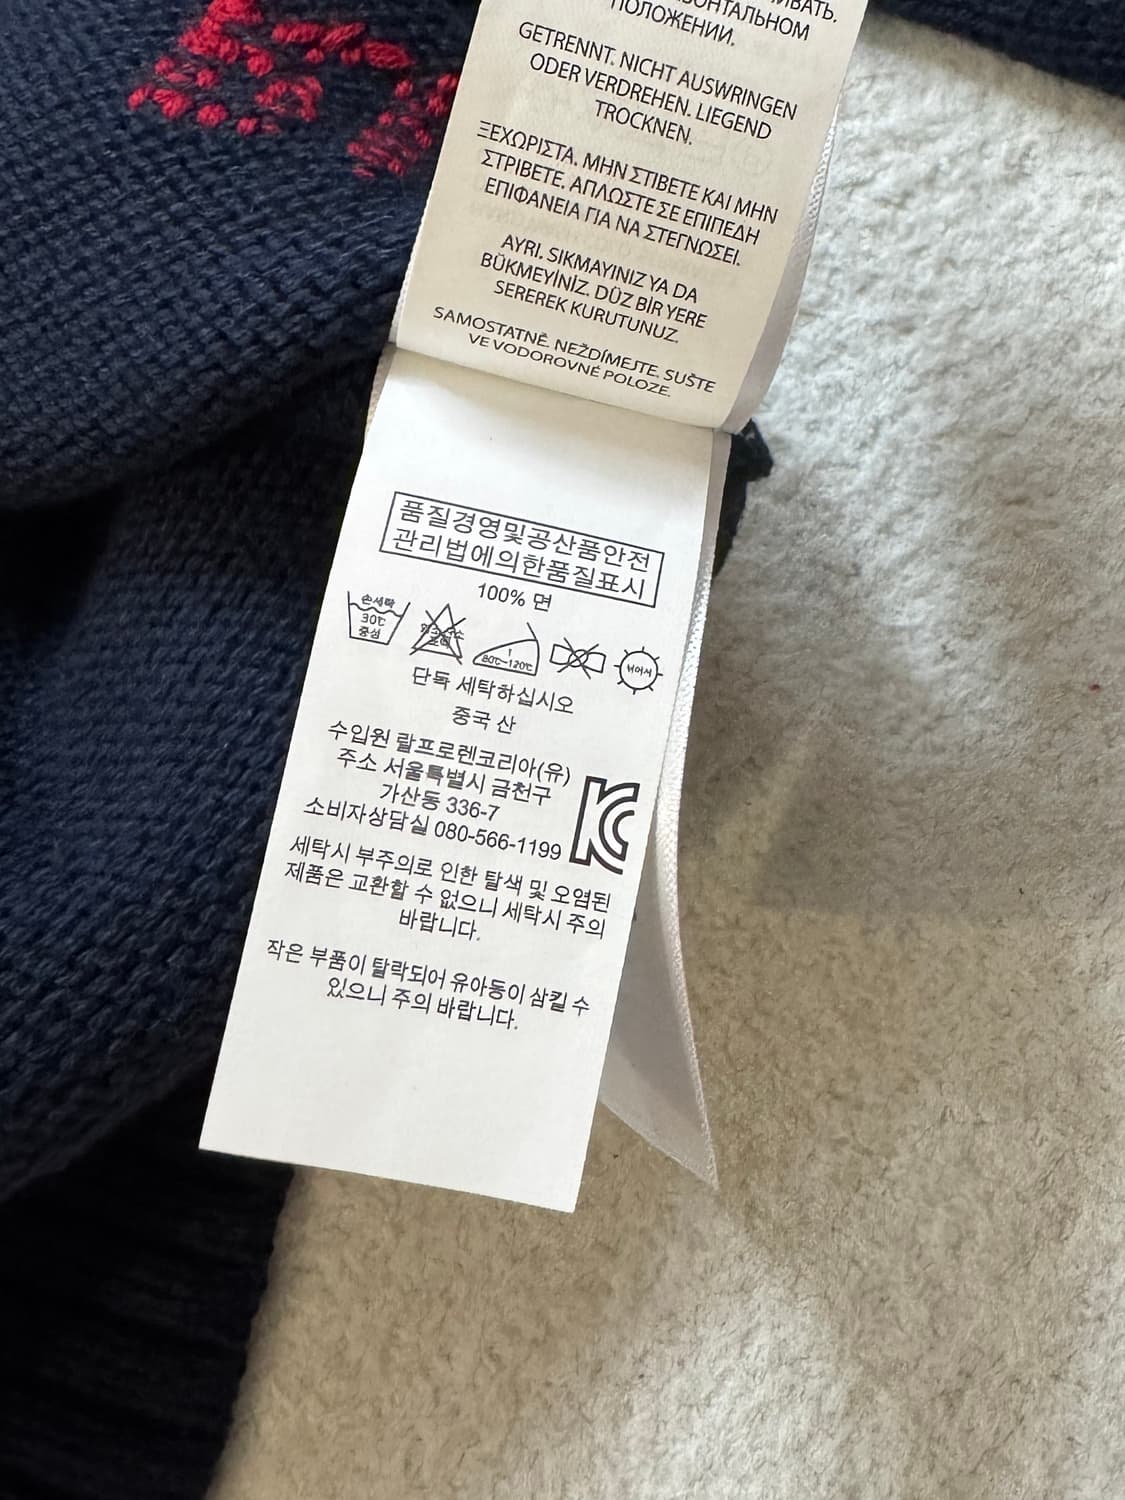 ИВАТЬ.
ПОЛОЖЕНИИ.
GETRENNT. NICHT AUSWRINGEN
ODER VERDREHEN. LIEGEND
TROCKNEN.
ΞΕΧΩΡΙΣΤΑ. ΜΗΝ ΣΤΙΒΕΤΕ ΚΑΙ ΜΗΝ
ΣΤΡΙΒΕΤΕ. ΑΠΛΩΣΤΕ ΣΕ ΕΠΙΠΕΔΗ
ΕΠΙΦΑΝΕΙΑ ΓΙΑ ΝΑ ΣΤΕΓΝΩΣΕΙ.
AYRI. SIKMAYINIZ YA DA
BÜKMEYİNİZ. DÜZ BİR YERE
SEREREK KURUTUNUZ.
SAMOSTATNĚ. NEŽDÍMEJTE. SUŠTE
VE VODOROVNÉ POLOZE.
품질경영및공산품안전
관리법에의한품질표시
100% 면
손세탁
30℃
중성
80℃~120℃
뉘어서
단독 세탁하십시오
중국 산
수입원 랄프로렌코리아(유)
주소 서울특별시 금천구
가산동 336-7
소비자상담실 080-566-1199
KC
세탁시 부주의로 인한 탈색 및 오염된
제품은 교환할 수 없으니 세탁시 주의
바랍니다.
작은 부품이 탈락되어 유아동이 삼킬 수
있으니 주의 바랍니다.